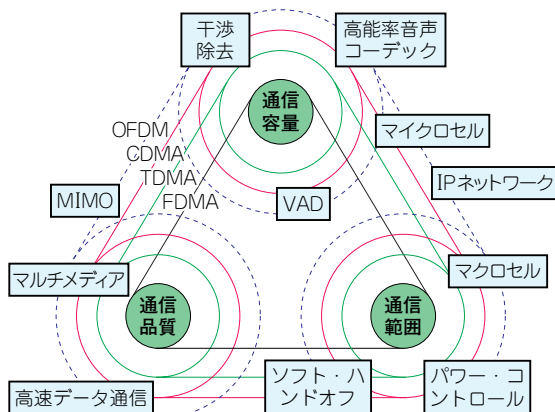 干渉
除去
高能率音声
コーデック
通信
容量
OFDM
CDMA
TDMA
FDMA
マイクロセル
MIMO
VAD
IPネットワーク
マルチメディア
マクロセル
通信
品質
通信
範囲
高速データ通信
ソフト・ハ
ンドオフ
パワー・コ
ントロール